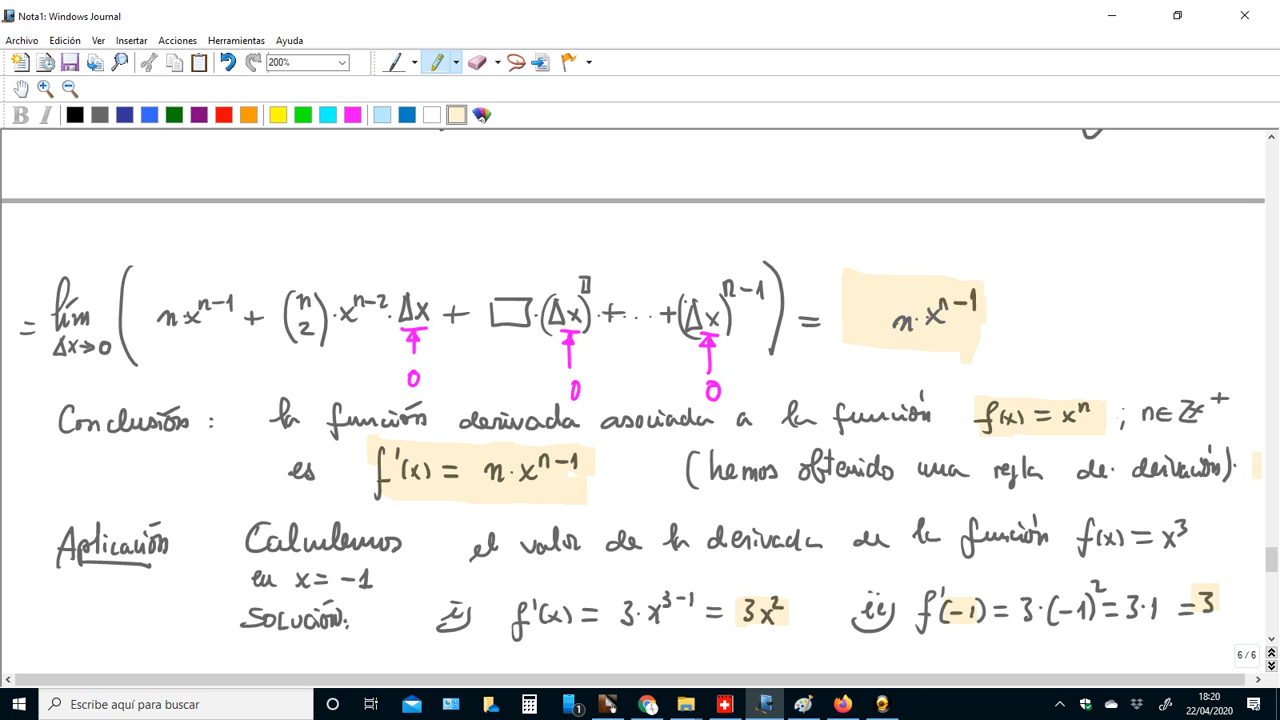 Nota1: Windows Journal
Archivo Edición Ver Insertar Acciones Herramientas Ayuda
200%
B I
= lím Δx→0 ( n·x^{n-1} + (n 2)·x^{n-2}·Δx + □·(Δx)^□ + ... + (Δx)^{n-1} ) = n·x^{n-1}
0 0 0
Conclusión: la función derivada asociada a la función f(x) = x^n ; n∈Z^+
es f'(x) = n·x^{n-1} (hemos obtenido una regla de derivación).
Aplicación Calculemos el valor de la derivada de la función f(x) = x^3
en x = -1
Solución: i) f'(x) = 3·x^{3-1} = 3x^2 ii) f'(-1) = 3·(-1)^2 = 3·1 = 3
6 / 6
Escribe aquí para buscar
1
18:20
22/04/2020